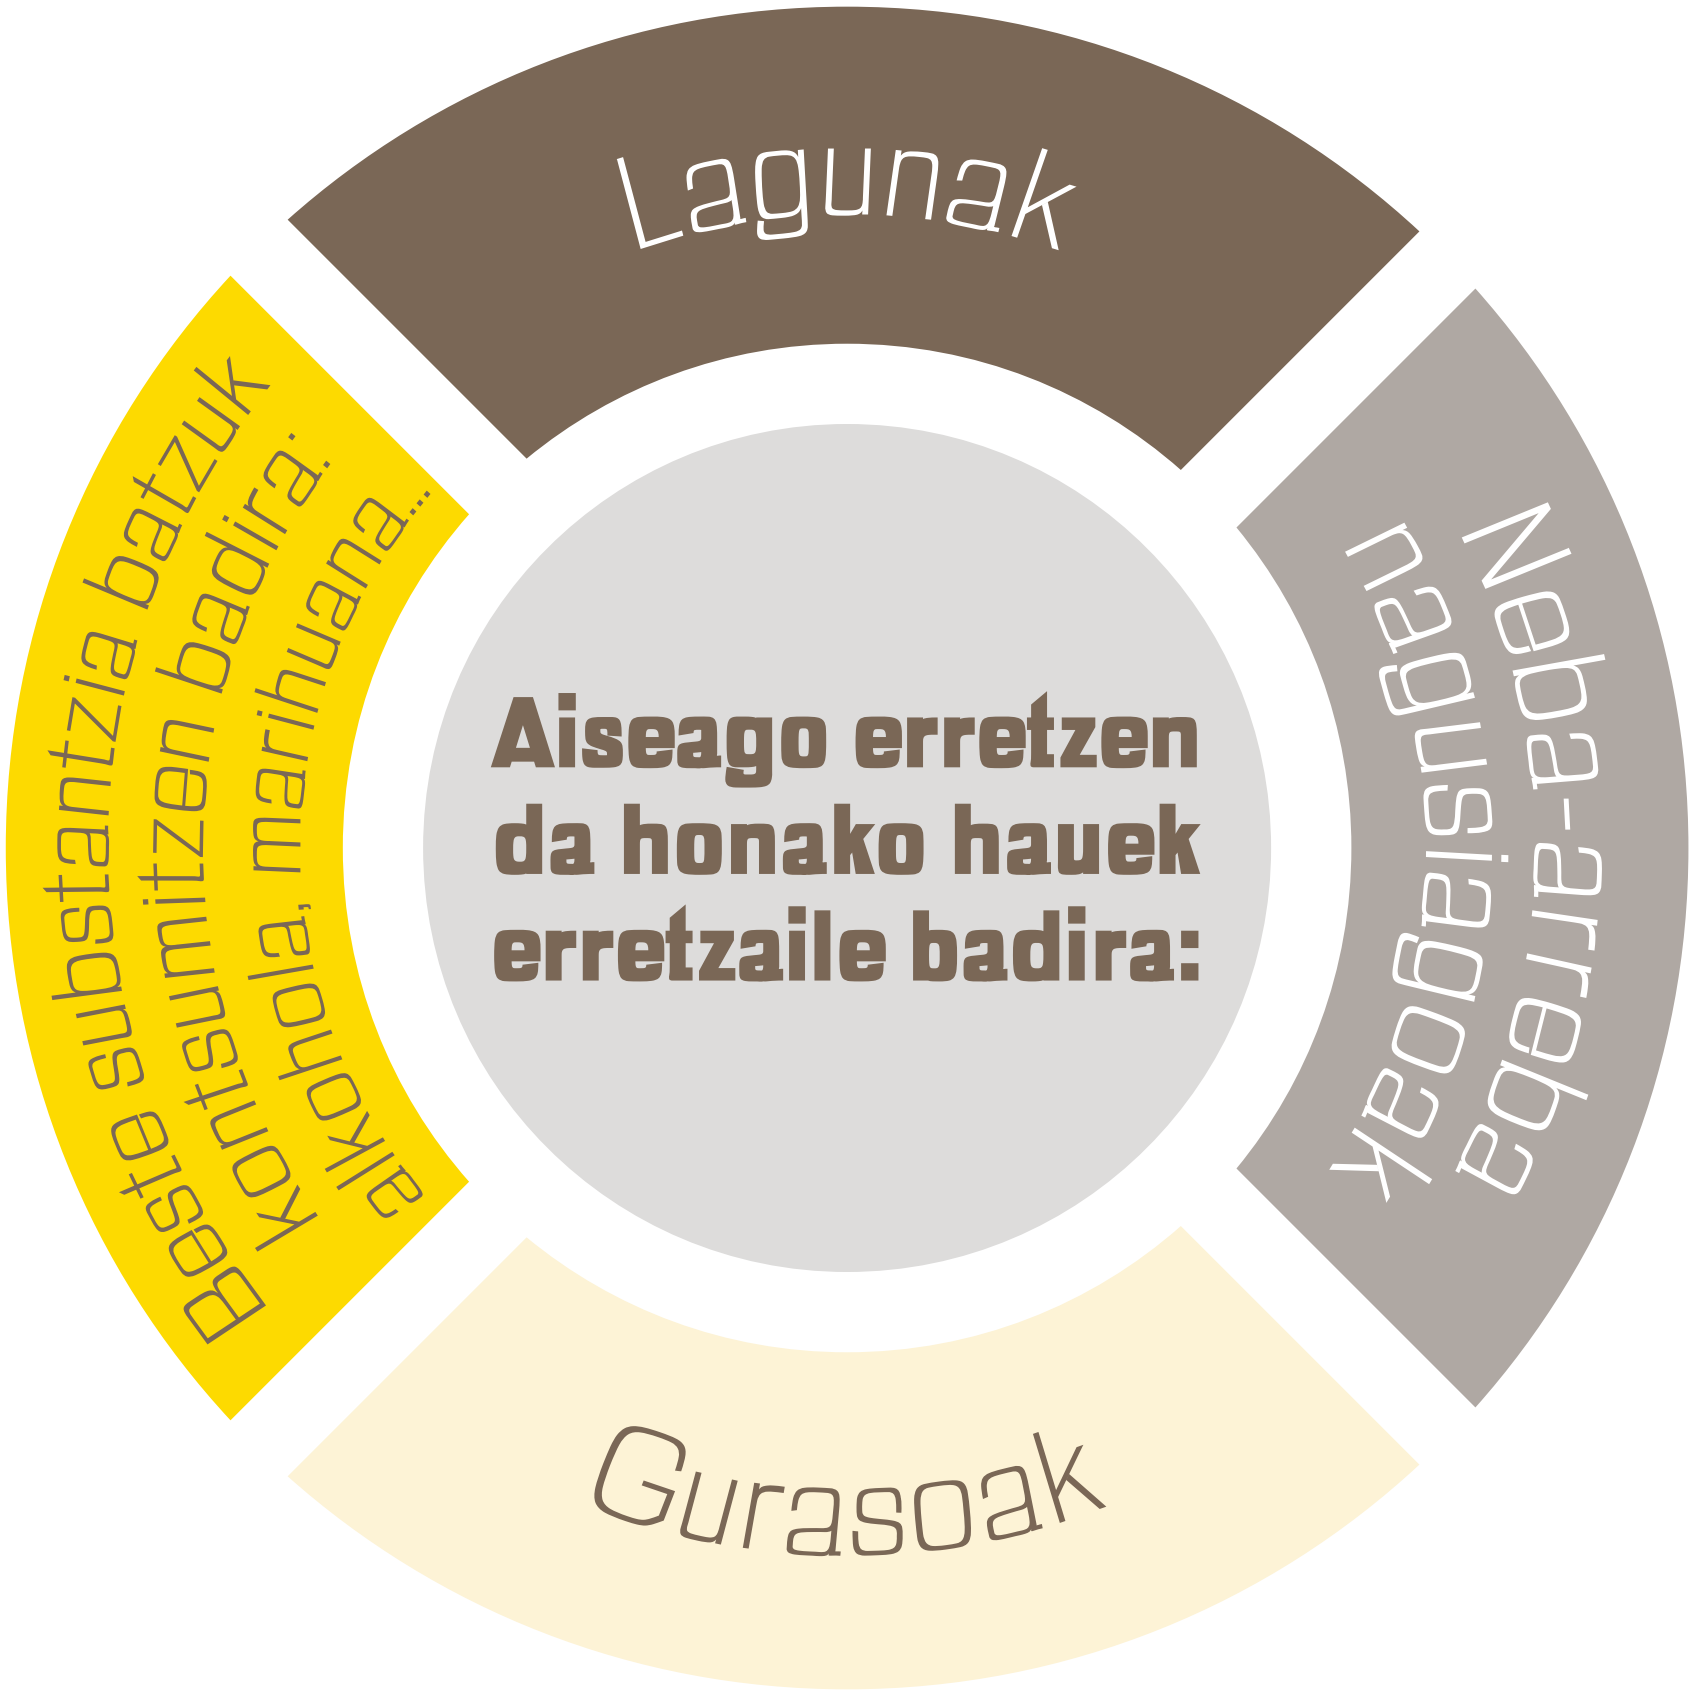 Aiseago erretzen
da honako hauek
erretzaile badira:
Lagunak
Neba-arreba
nagusiagoak
Gurasoak
Beste substantzia batzuk
kontsumitzen badira:
alkohola, marihuana...